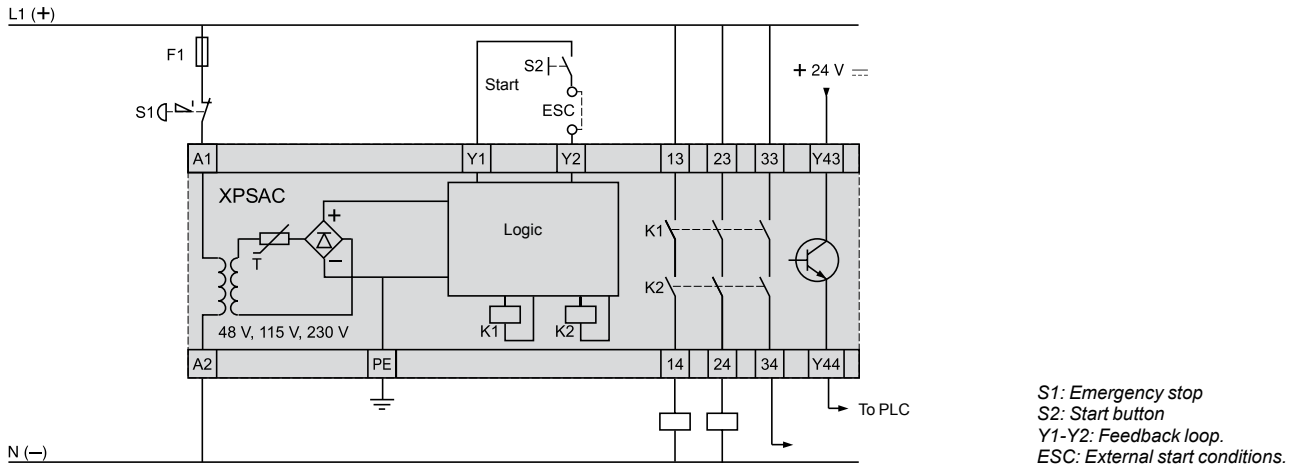 L1 (+)
F1
S2
Start
+ 24 V
S1
ESC
A1
Y1
Y2
13
23
33
Y43
XPSAC
+
Logic
K1
T
−
K2
48 V, 115 V, 230 V
K1
K2
A2
PE
14
24
34
Y44
To PLC
N (−)
S1: Emergency stop
S2: Start button
Y1-Y2: Feedback loop.
ESC: External start conditions.